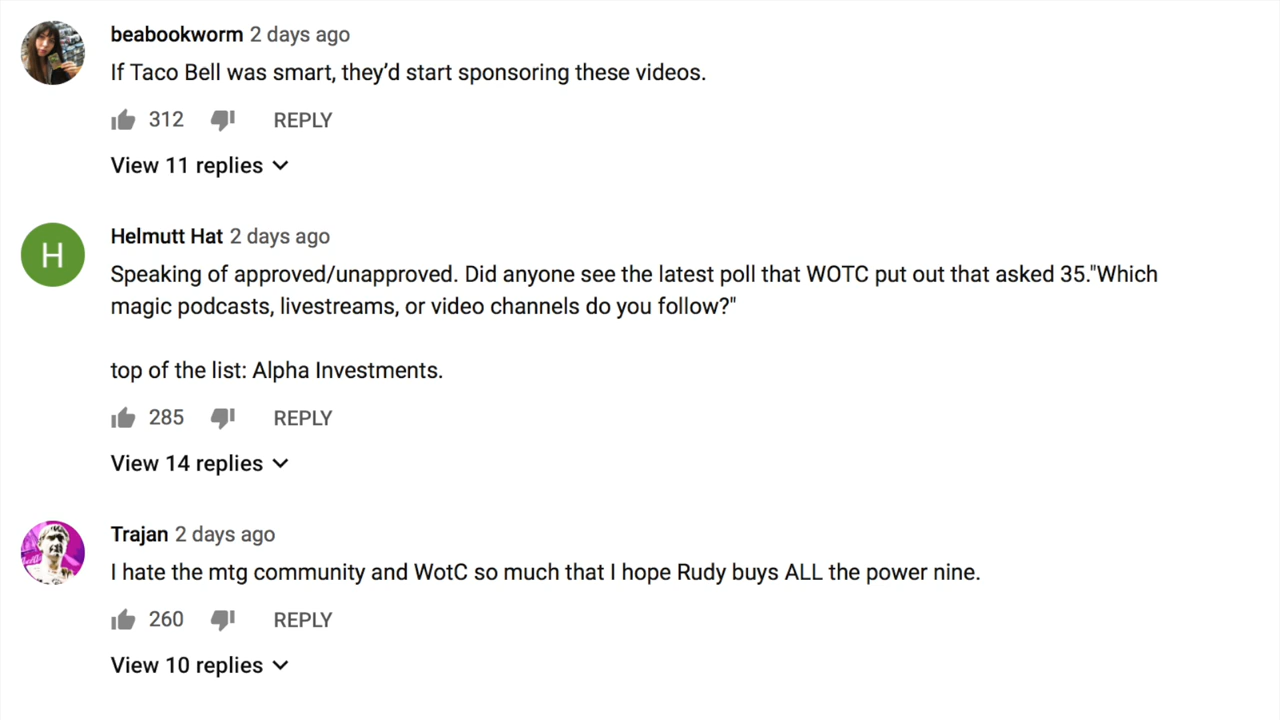 beabookworm 2 days ago
If Taco Bell was smart, they’d start sponsoring these videos.
312 REPLY
View 11 replies
H
Helmutt Hat 2 days ago
Speaking of approved/unapproved. Did anyone see the latest poll that WOTC put out that asked 35."Which
magic podcasts, livestreams, or video channels do you follow?"
top of the list: Alpha Investments.
285 REPLY
View 14 replies
Trajan 2 days ago
I hate the mtg community and WotC so much that I hope Rudy buys ALL the power nine.
260 REPLY
View 10 replies